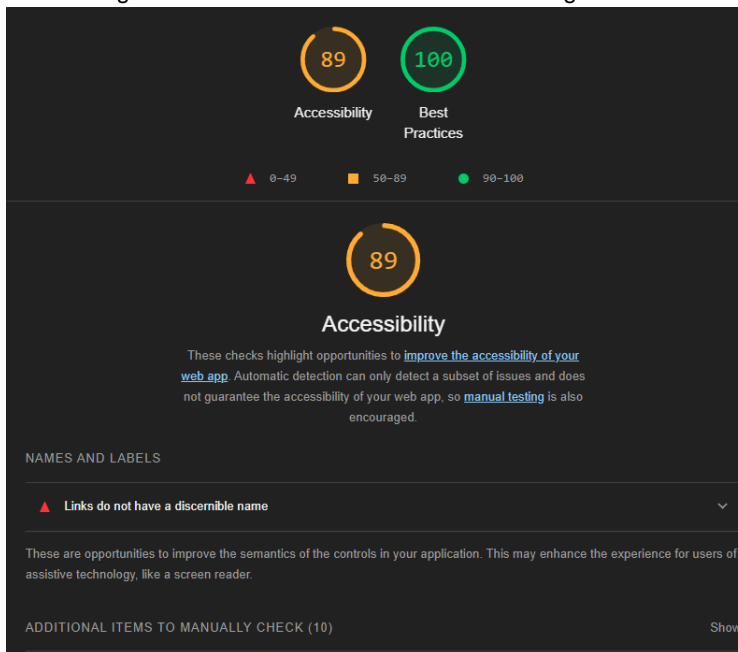 89
100
Accessibility
Best
Practices
0–49
50–89
90–100
89
Accessibility
These checks highlight opportunities to improve the accessibility of your
web app. Automatic detection can only detect a subset of issues and does
not guarantee the accessibility of your web app, so manual testing is also
encouraged.
NAMES AND LABELS
Links do not have a discernible name
These are opportunities to improve the semantics of the controls in your application. This may enhance the experience for users of
assistive technology, like a screen reader.
ADDITIONAL ITEMS TO MANUALLY CHECK (10)
Show